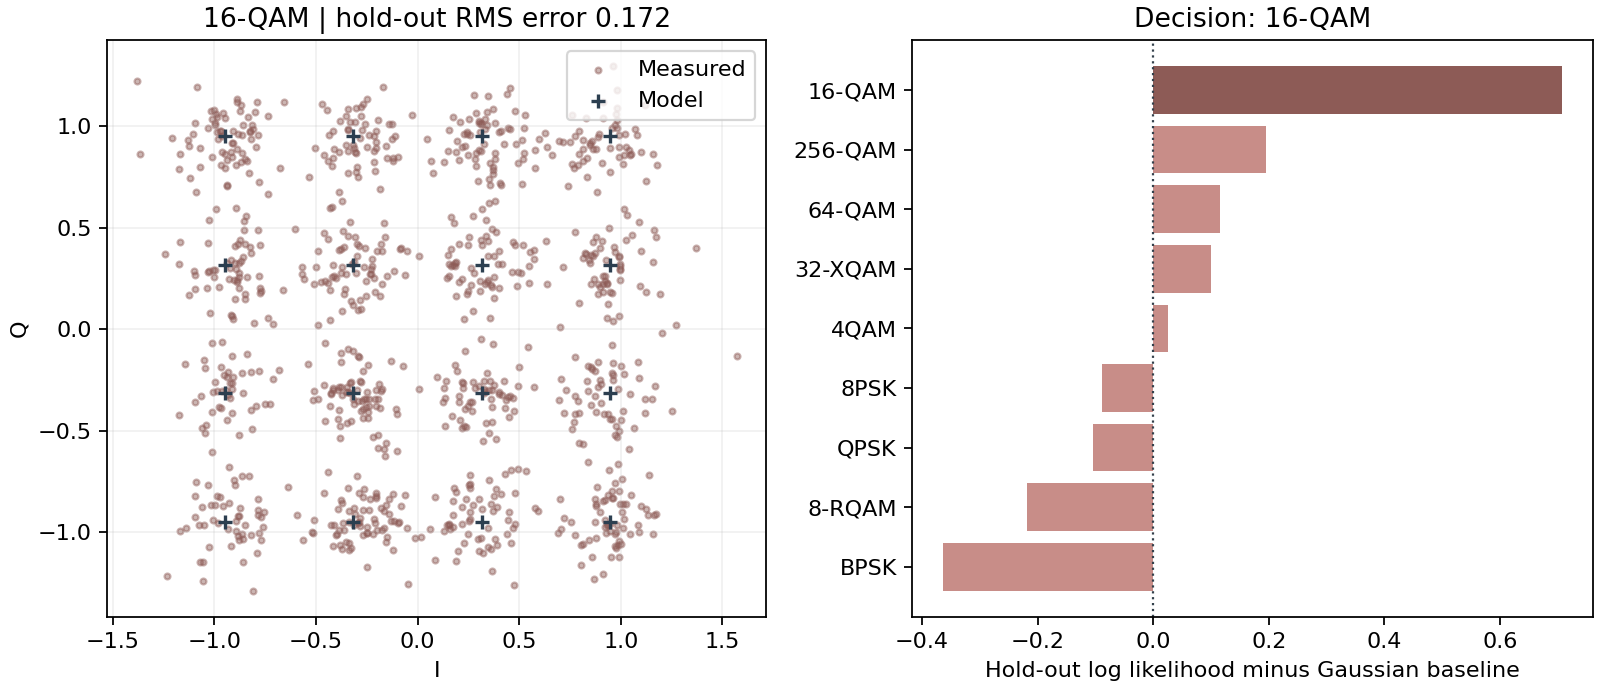 16-QAM | hold-out RMS error 0.172
Measured
Model
1.0
0.5
0.0
−0.5
−1.0
Q
−1.5
−1.0
−0.5
0.0
0.5
1.0
1.5
I
Decision: 16-QAM
16-QAM
256-QAM
64-QAM
32-XQAM
4QAM
8PSK
QPSK
8-RQAM
BPSK
−0.4
−0.2
0.0
0.2
0.4
0.6
Hold-out log likelihood minus Gaussian baseline